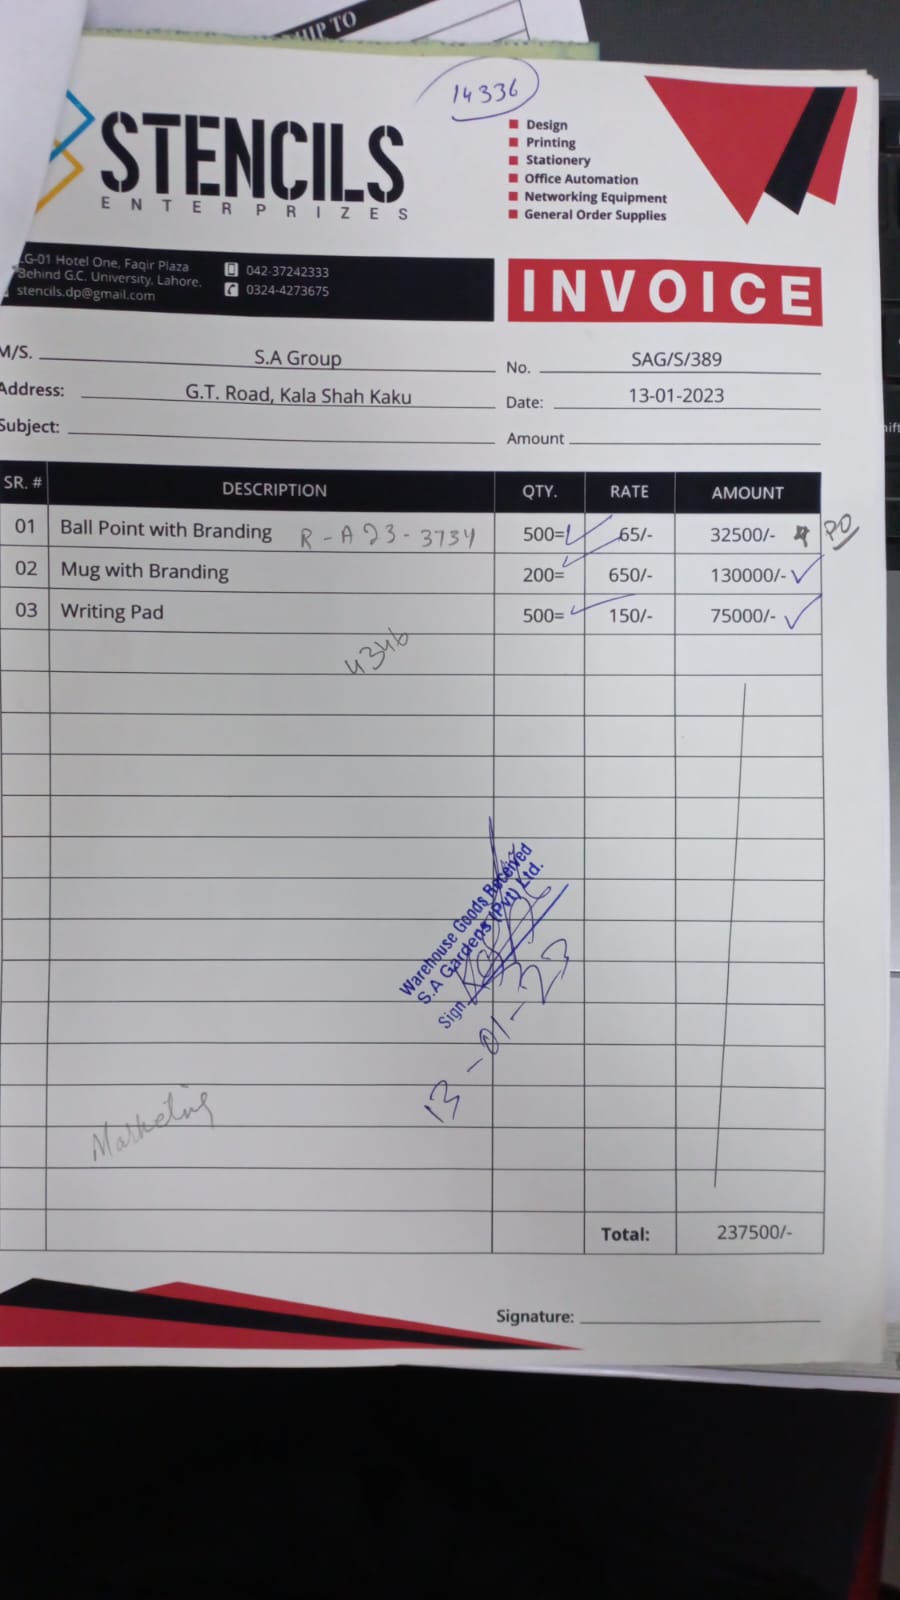 SHIP TO
14336
STENCILS
ENTERPRIZES
Design
Printing
Stationery
Office Automation
Networking Equipment
General Order Supplies
LG-01 Hotel One, Faqir Plaza
Behind G.C. University, Lahore.
stencils.dp@gmail.com
042-37242333
0324-4273675
INVOICE
M/S. S.A Group
Address: G.T. Road, Kala Shah Kaku
Subject:
No. SAG/S/389
Date: 13-01-2023
Amount
SR. # DESCRIPTION QTY. RATE AMOUNT
01 Ball Point with Branding R-A23-3734 500= 65/- 32500/- PO
02 Mug with Branding 200= 650/- 130000/-
03 Writing Pad 500= 150/- 75000/-
4346
Warehouse Goods Received
S.A Gardens (Pvt) Ltd.
Sign
13-01-23
Marketing
Total: 237500/-
Signature: